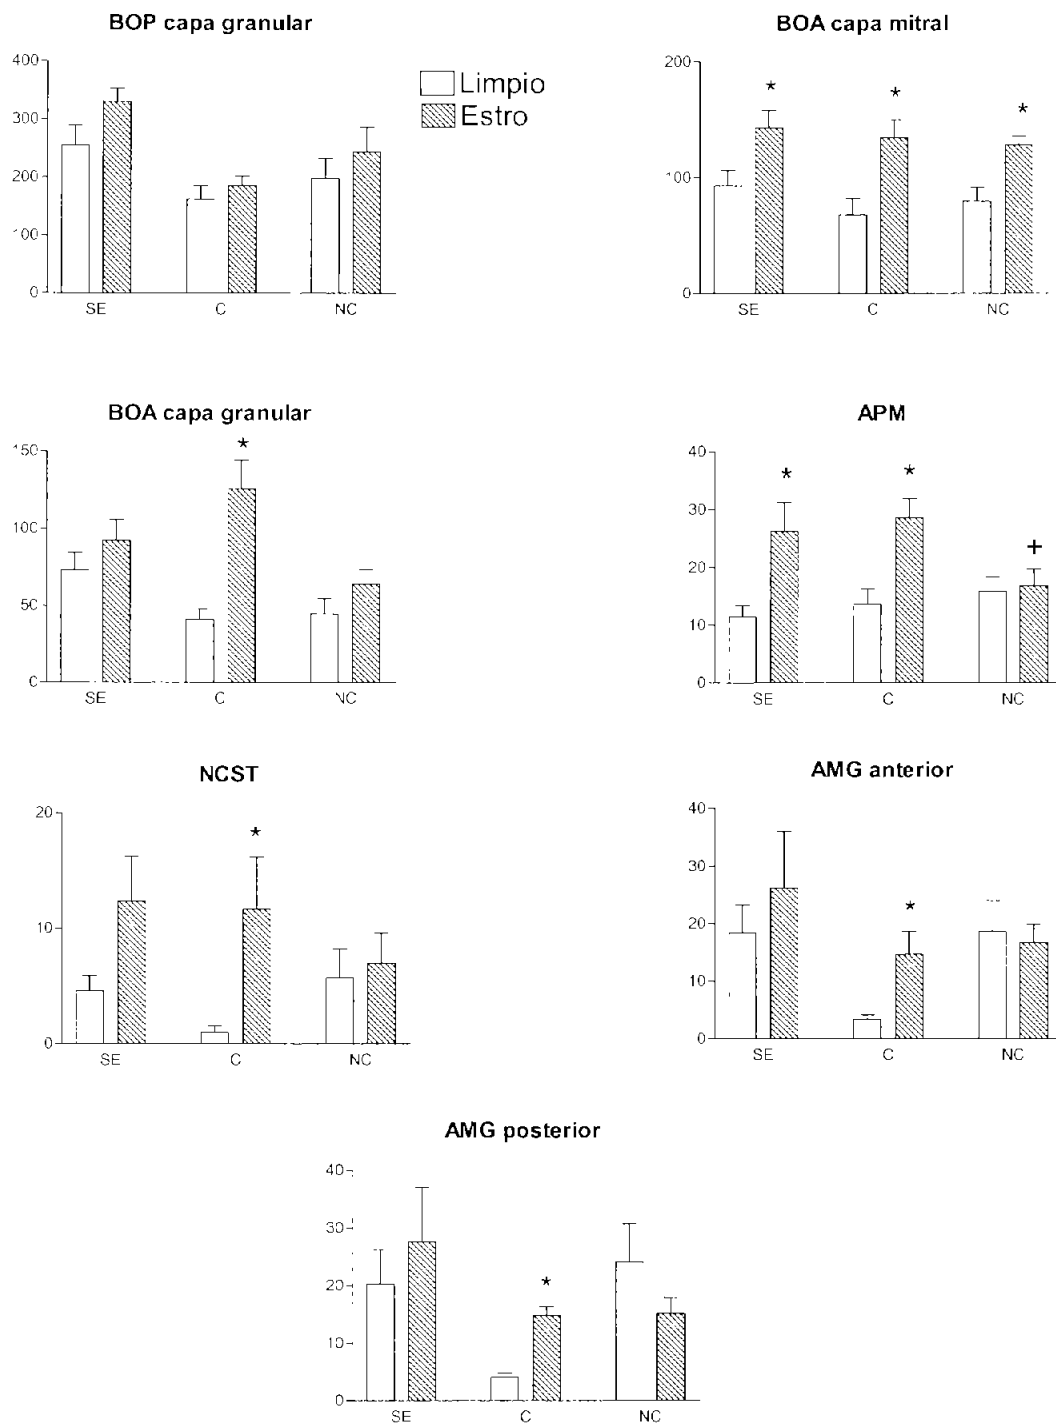 BOP capa granular
400
300
200
100
0
SE C NC
Limpio
Estro
BOA capa mitral
200
100
0
SE C NC
* * *
BOA capa granular
150
100
50
0
SE C NC
*
APM
40
30
20
10
0
SE C NC
* * +
NCST
20
10
0
SE C NC
*
AMG anterior
40
30
20
10
0
SE C NC
*
AMG posterior
40
30
20
10
0
SE C NC
*